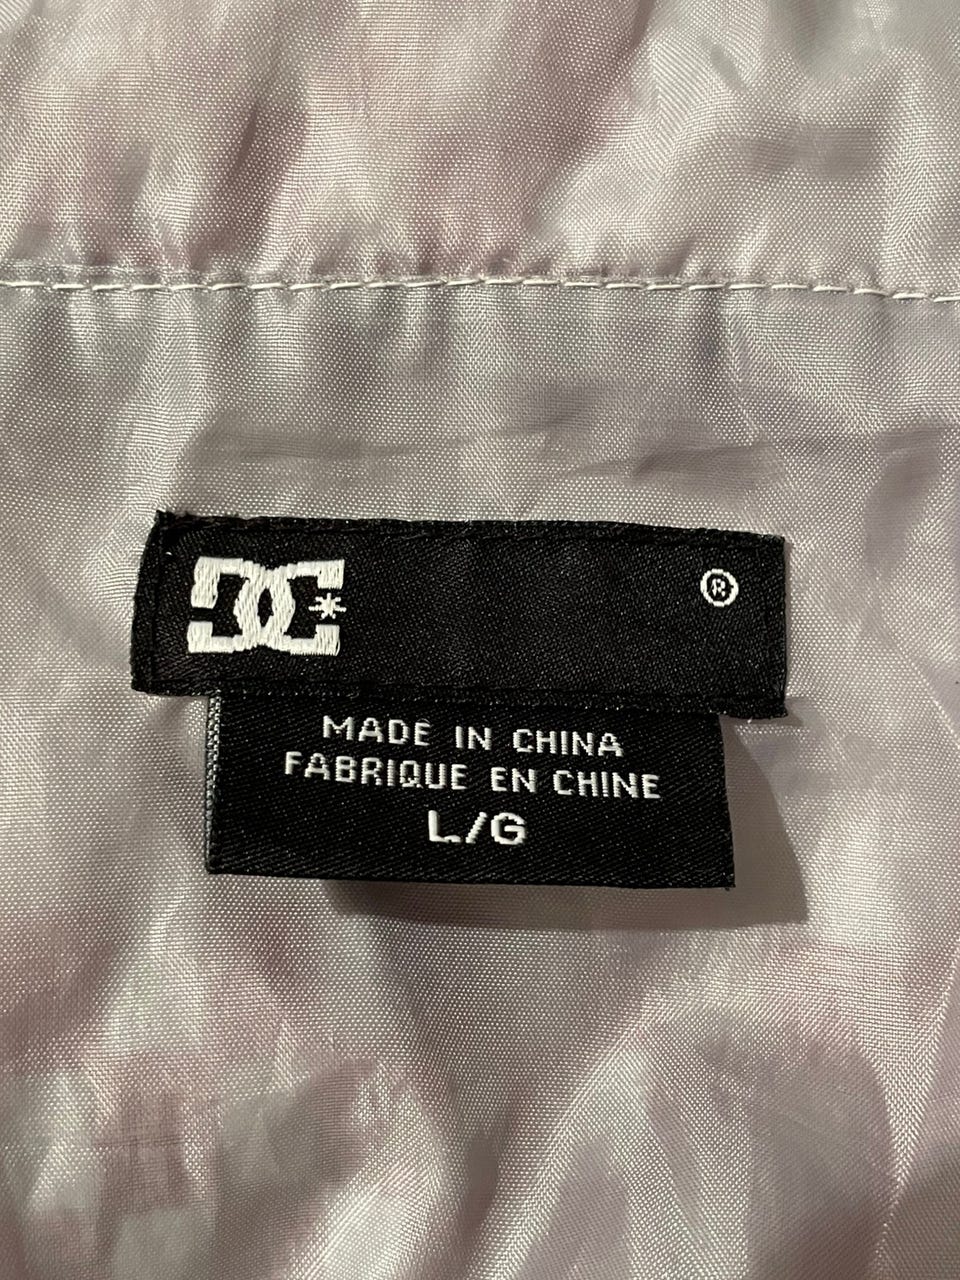 DC ®
MADE IN CHINA
FABRIQUE EN CHINE
L/G